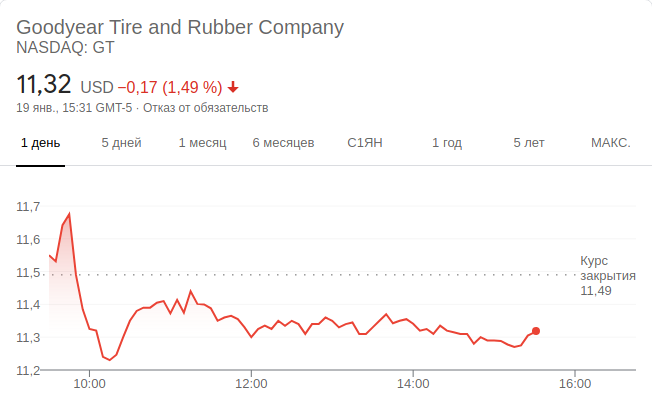 Goodyear Tire and Rubber Company
NASDAQ: GT
11,32 USD −0,17 (1,49 %)
19 янв., 15:31 GMT-5 · Отказ от обязательств
1 день 5 дней 1 месяц 6 месяцев С1ЯН 1 год 5 лет МАКС.
11,7
11,6
11,5
11,4
11,3
11,2
Курс
закрытия
11,49
10:00 12:00 14:00 16:00